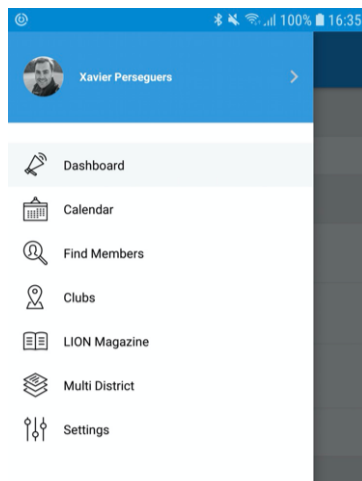 100% 16:35
Xavier Perseguers
Dashboard
Calendar
Find Members
Clubs
LION Magazine
Multi District
Settings